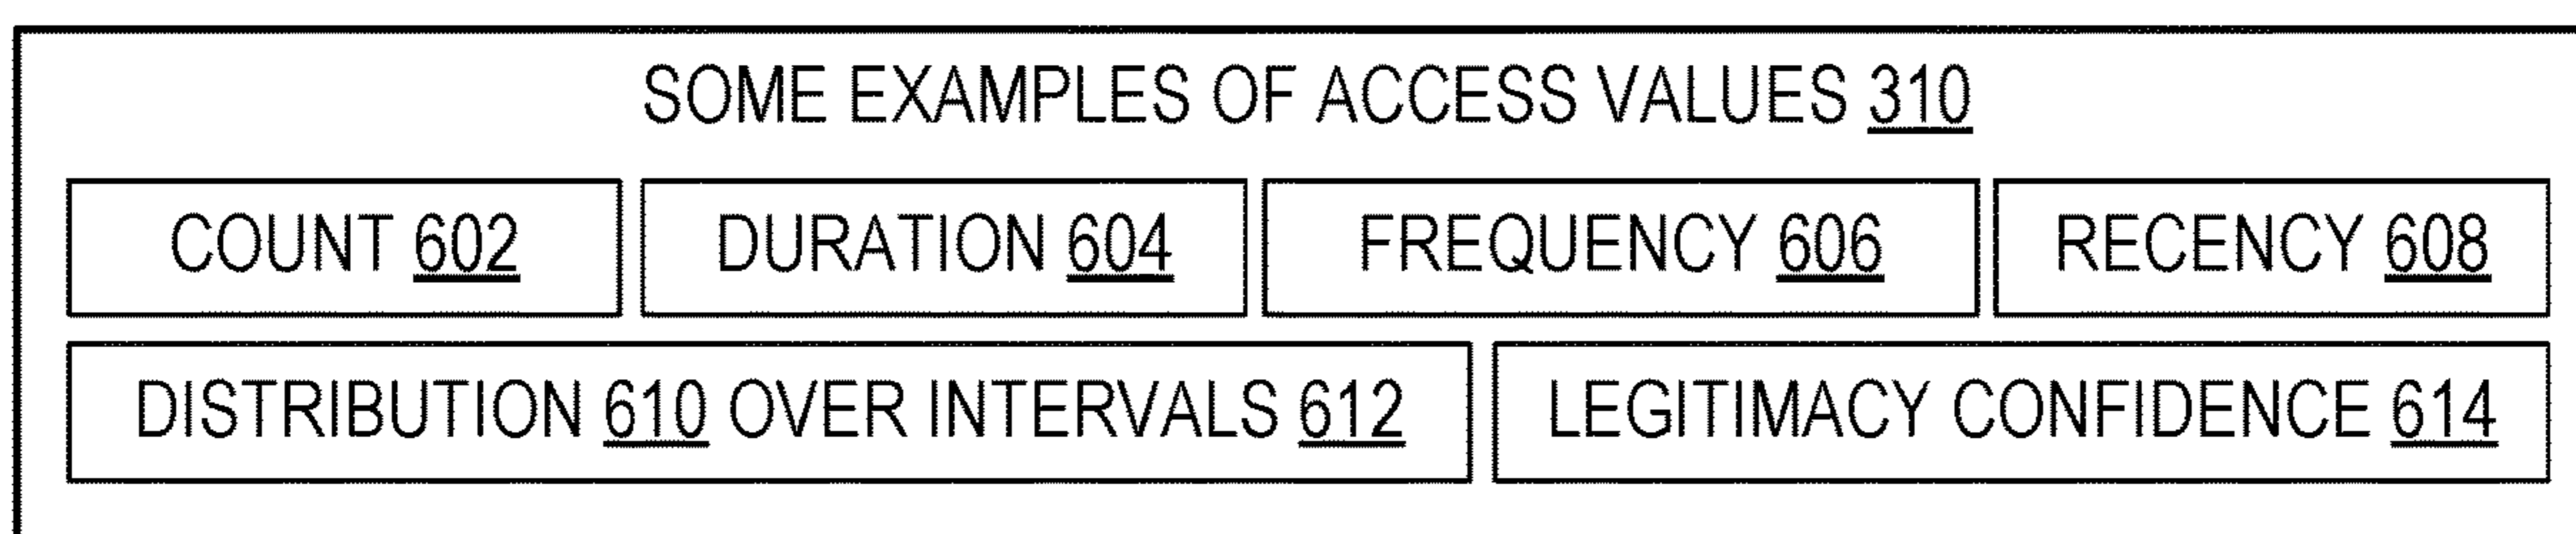 SOME EXAMPLES OF ACCESS VALUES 310
COUNT 602 DURATION 604 FREQUENCY 606 RECENCY 608
DISTRIBUTION 610 OVER INTERVALS 612 LEGITIMACY CONFIDENCE 614